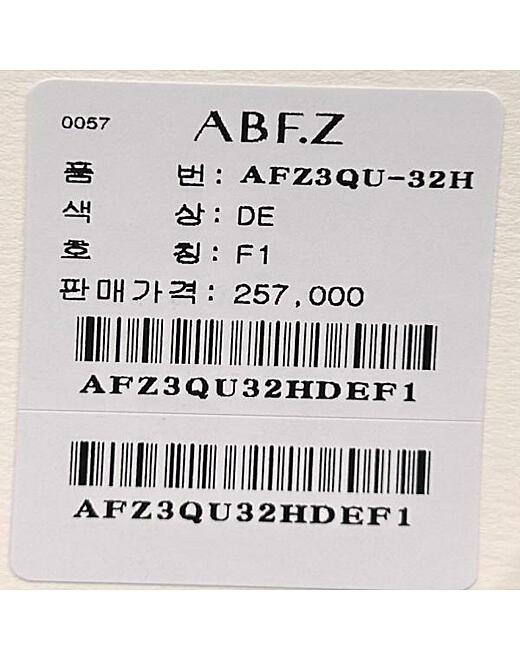 0057 ABF.Z
품 번: AFZ3QU-32H
색 상: DE
호 칭: F1
판매가격: 257,000
AFZ3QU32HDEF1
AFZ3QU32HDEF1